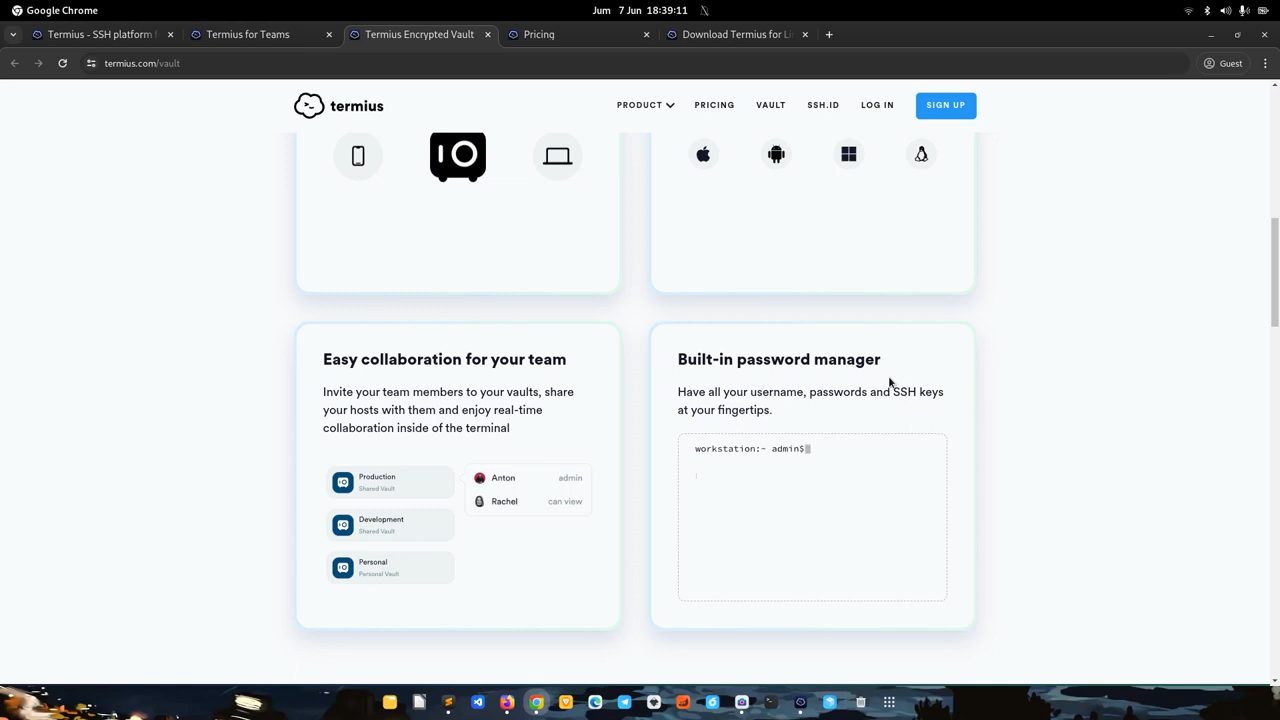 Google Chrome
Jum 7 Jun 18:39:11
Termius - SSH platform f
Termius for Teams
Termius Encrypted Vault
Pricing
Download Termius for Li
termius.com/vault
Guest
termius
PRODUCT
PRICING
VAULT
SSH.ID
LOG IN
SIGN UP
Easy collaboration for your team
Invite your team members to your vaults, share
your hosts with them and enjoy real-time
collaboration inside of the terminal
Production
Shared Vault
Development
Shared Vault
Personal
Personal Vault
Anton admin
Rachel can view
Built-in password manager
Have all your username, passwords and SSH keys
at your fingertips.
workstation:~ admin$